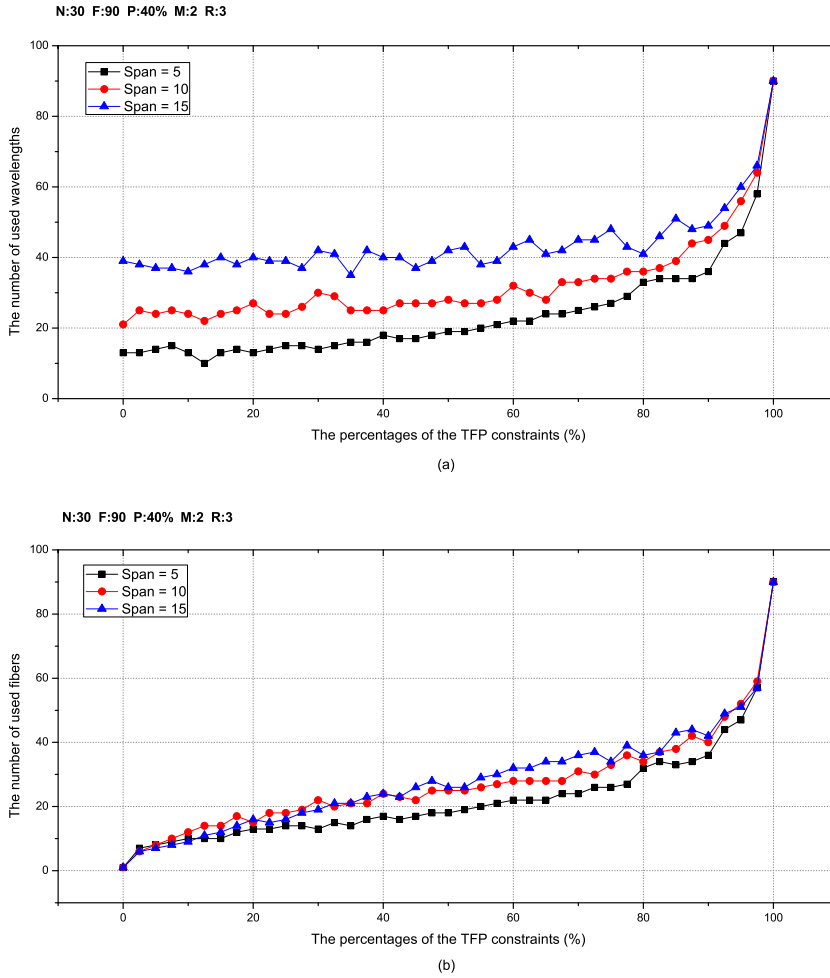 N:30 F:90 P:40% M:2 R:3
100
80
60
40
20
0
The number of used wavelengths
Span = 5
Span = 10
Span = 15
0 20 40 60 80 100
The percentages of the TFP constraints (%)
(a)
N:30 F:90 P:40% M:2 R:3
100
80
60
40
20
0
The number of used fibers
Span = 5
Span = 10
Span = 15
0 20 40 60 80 100
The percentages of the TFP constraints (%)
(b)